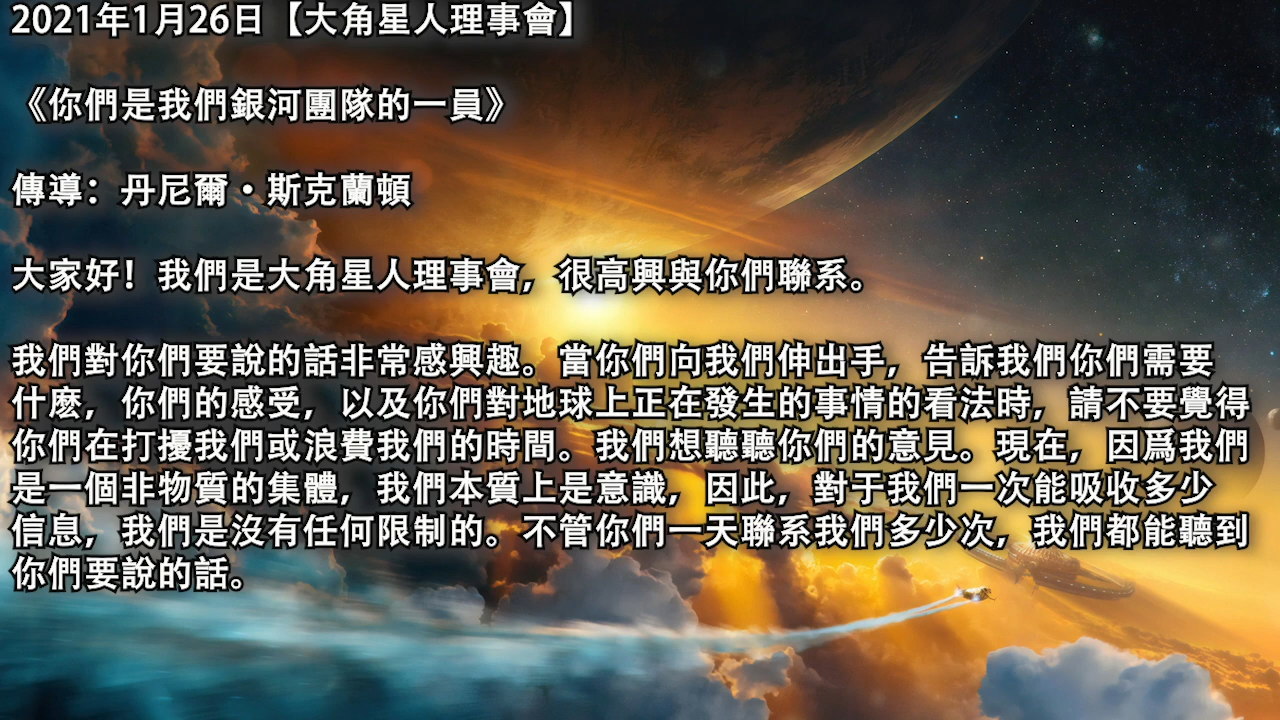 2021年1月26日【大角星人理事會】
《你們是我們銀河團隊的一員》
傳導：丹尼爾·斯克蘭頓
大家好！我們是大角星人理事會，很高興與你們聯系。
我們對你們要說的話非常感興趣。當你們向我們伸出手，告訴我們你們需要
什麽，你們的感受，以及你們對地球上正在發生的事情的看法時，請不要覺得
你們在打擾我們或浪費我們的時間。我們想聽聽你們的意見。現在，因爲我們
是一個非物質的集體，我們本質上是意識，因此，對于我們一次能吸收多少
信息，我們是沒有任何限制的。不管你們一天聯系我們多少次，我們都能聽到
你們要說的話。